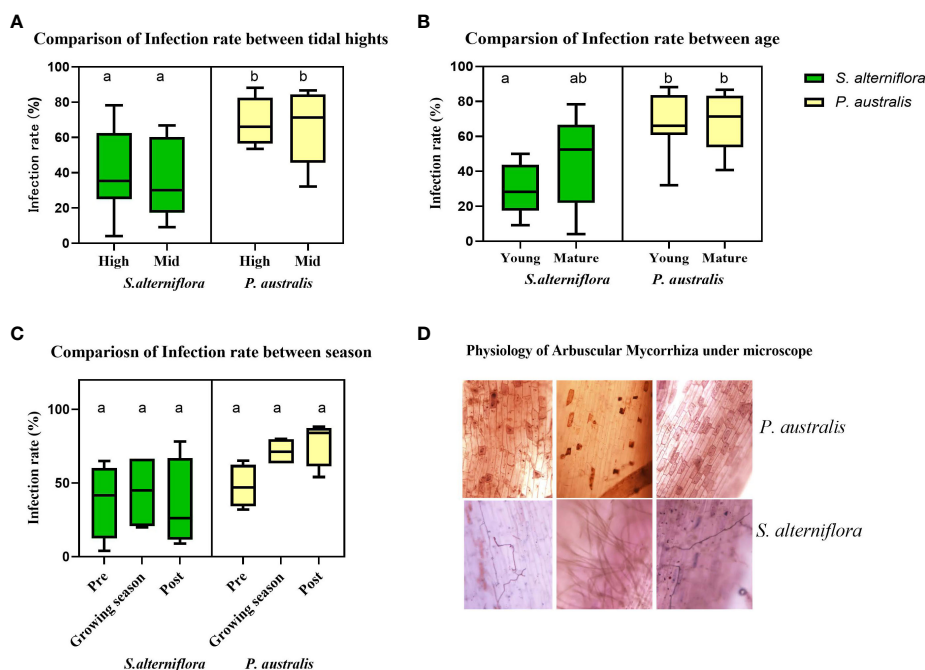 A
Comparison of Infection rate between tidal hights
a a b b
100
80
60
40
20
0
Infection rate (%)
High Mid High Mid
S.alterniflora P. australis
B
Comparsion of Infection rate between age
a ab b b
100
80
60
40
20
0
Infection rate (%)
Young Mature Young Mature
S.alterniflora P. australis
S. alterniflora
P. australis
C
Compariosn of Infection rate between season
a a a a a a
100
50
0
Infection rate (%)
Pre Growing season Post Pre Growing season Post
S.alterniflora P. australis
D
Physiology of Arbuscular Mycorrhiza under microscope
P. australis
S. alterniflora